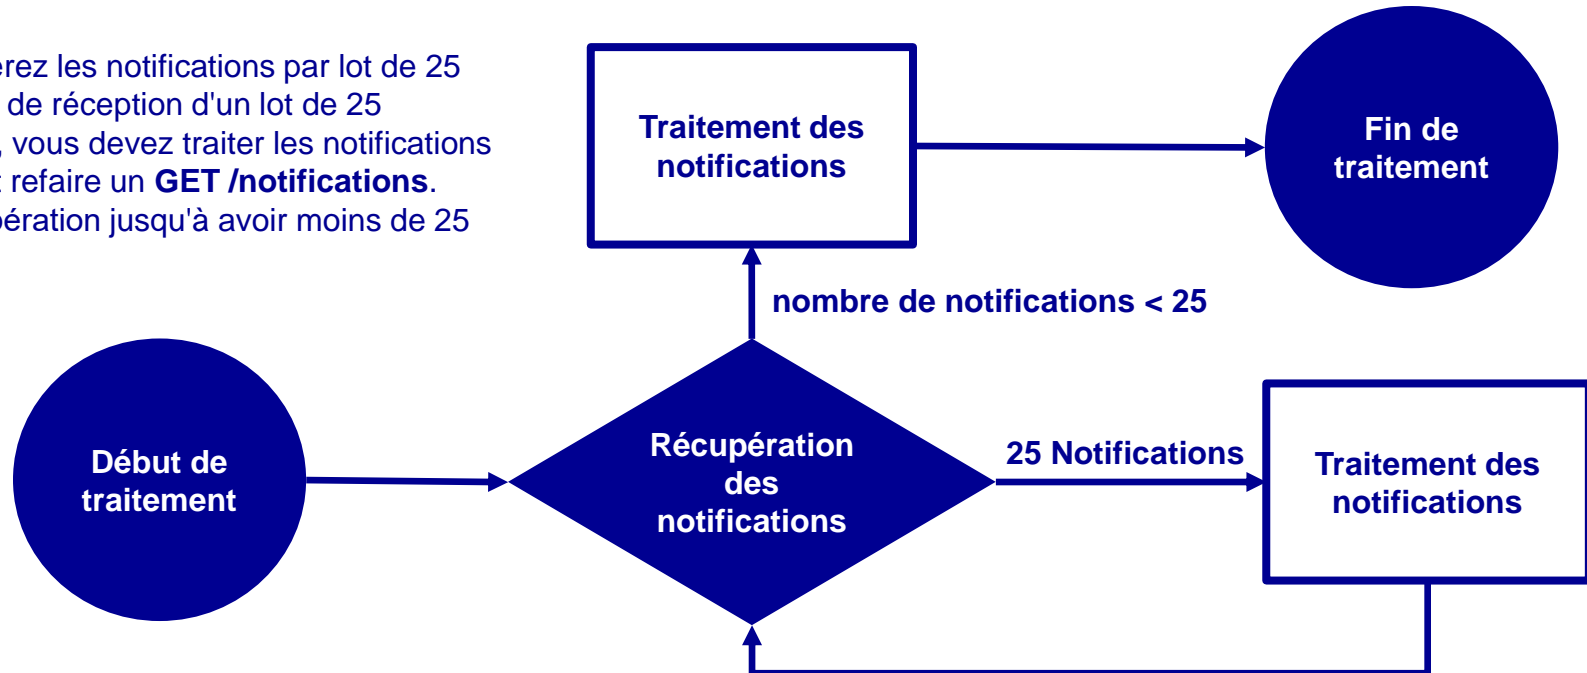 erez les notifications par lot de 25
de réception d'un lot de 25
, vous devez traiter les notifications
t refaire un GET /notifications.
pération jusqu'à avoir moins de 25
Traitement des
notifications
Fin de
traitement
nombre de notifications < 25
Début de
traitement
Récupération
des
notifications
25 Notifications
Traitement des
notifications